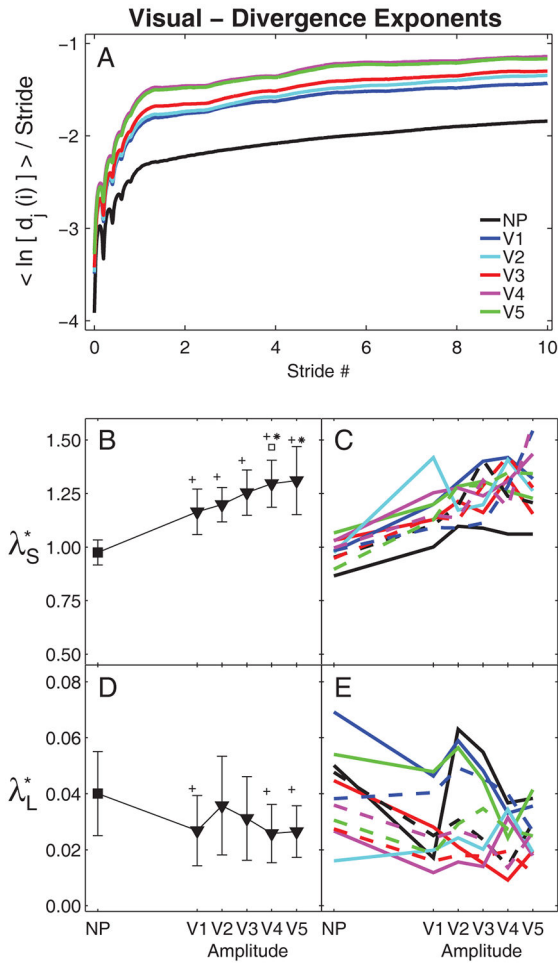 Visual – Divergence Exponents
A
< ln [ d_j (i) ] > / Stride
-1
-2
-3
-4
NP
V1
V2
V3
V4
V5
0 2 4 6 8 10
Stride #
B
C
λ*S
1.50
1.25
1.00
0.75
0.50
+ + + +* +*
D
E
λ*L
0.08
0.06
0.04
0.02
0.00
+ + +
NP V1 V2 V3 V4 V5 NP V1 V2 V3 V4 V5
Amplitude Amplitude